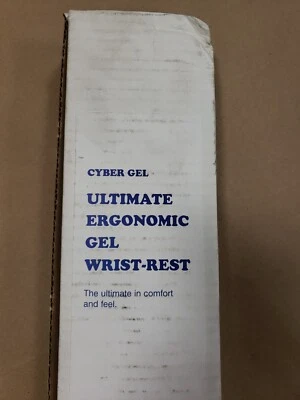 CYBER GEL
ULTIMATE
ERGONOMIC
GEL
WRIST-REST
The ultimate in comfort
and feel.